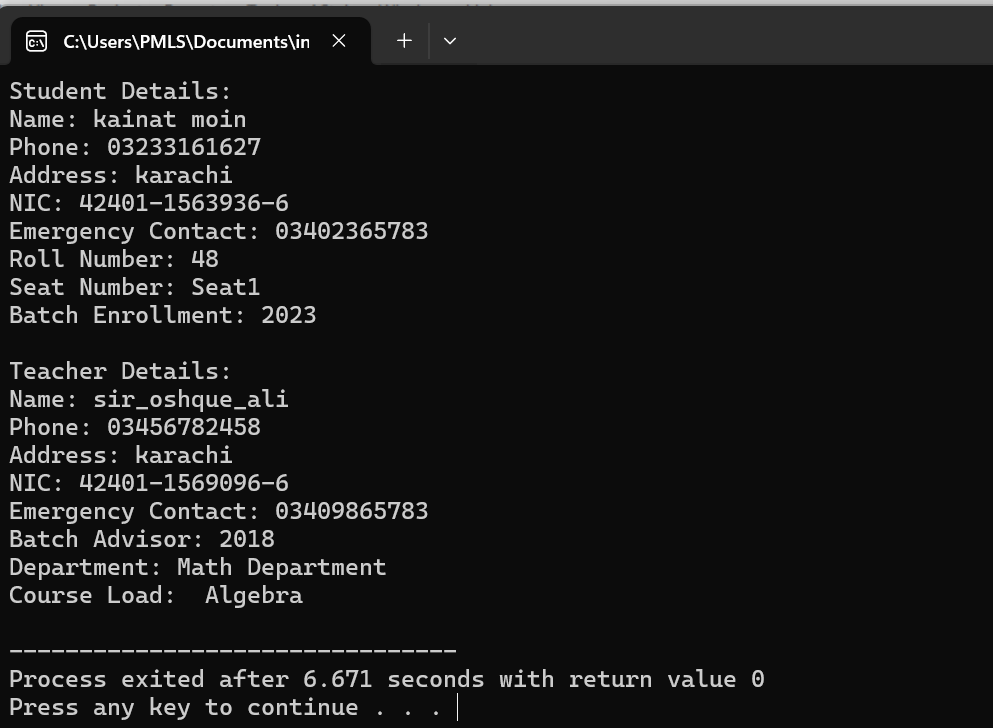 C:\Users\PMLS\Documents\in
Student Details:
Name: kainat moin
Phone: 03233161627
Address: karachi
NIC: 42401-1563936-6
Emergency Contact: 03402365783
Roll Number: 48
Seat Number: Seat1
Batch Enrollment: 2023
Teacher Details:
Name: sir_oshque_ali
Phone: 03456782458
Address: karachi
NIC: 42401-1569096-6
Emergency Contact: 03409865783
Batch Advisor: 2018
Department: Math Department
Course Load:  Algebra
--------------------------------
Process exited after 6.671 seconds with return value 0
Press any key to continue . . .